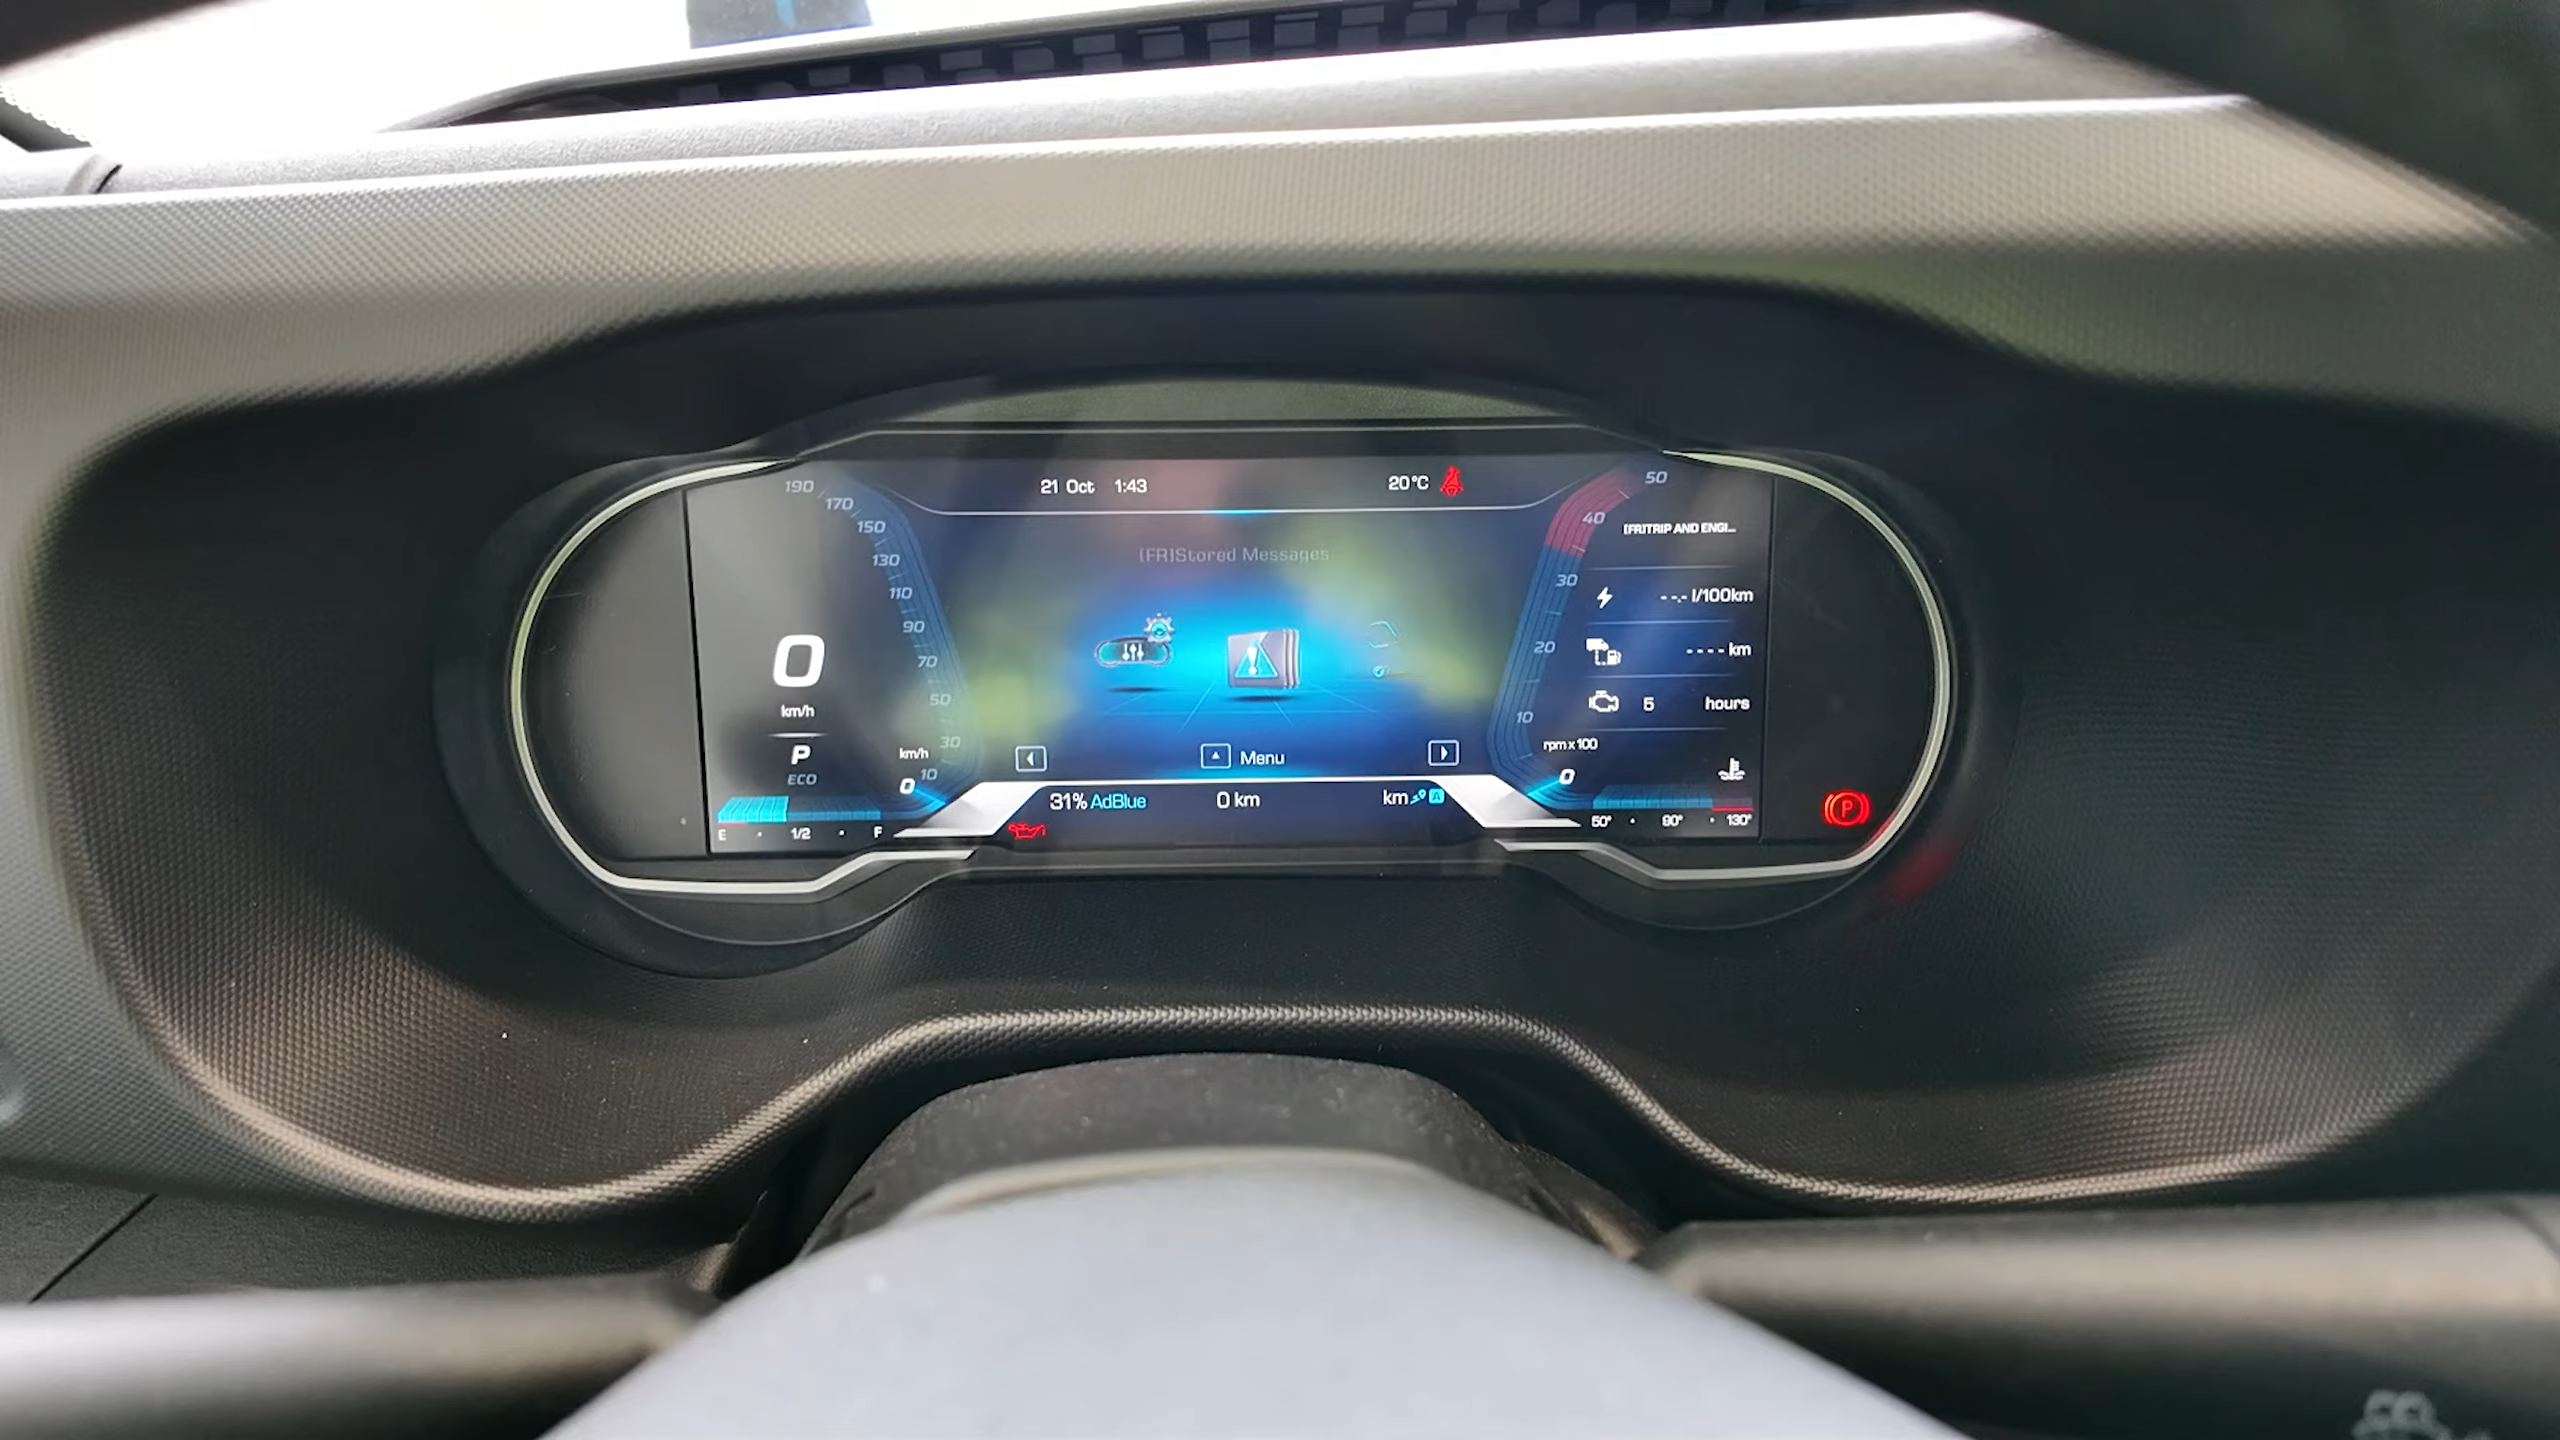 21 Oct 1:43 20°C
190
170
150
130
110
90
70
50
30
10
0
km/h
0
km/h
P
ECO
E 1/2 F
[FR]Stored Messages
Menu
31% AdBlue 0 km km A
50
40
30
20
10
0
rpm x 100
[FR]TRIP AND ENGI...
--.- l/100km
---- km
5 hours
50° 90° 130°
P